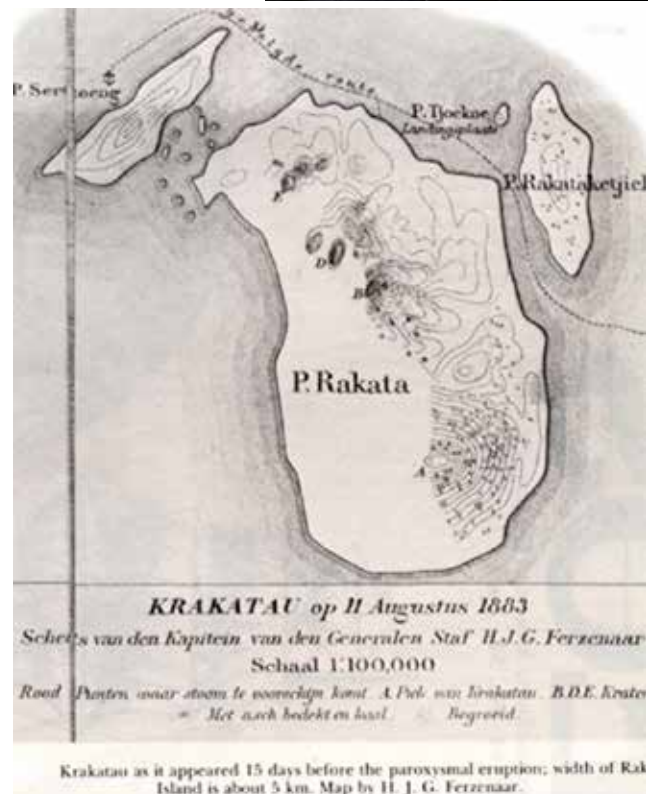 gevolgde route
P. Sertoeng
P. Tjoekoe
Landingsplaats
P. Rakataketjiel
D
B
P. Rakata
A
KRAKATAU op 11 Augustus 1883
Schets van den Kapitein van den Generalen Staf H.J.G. Ferzenaar
Schaal 1:100,000
Rood Punten waar stoom te voorschijn komt A. Piek van Krakatau. B.D.E. Krate
= Met asch bedekt en kaal. Begroeid.
Krakatau as it appeared 15 days before the paroxysmal eruption; width of Rak
Island is about 5 km. Map by H. J. G. Ferzenaar.